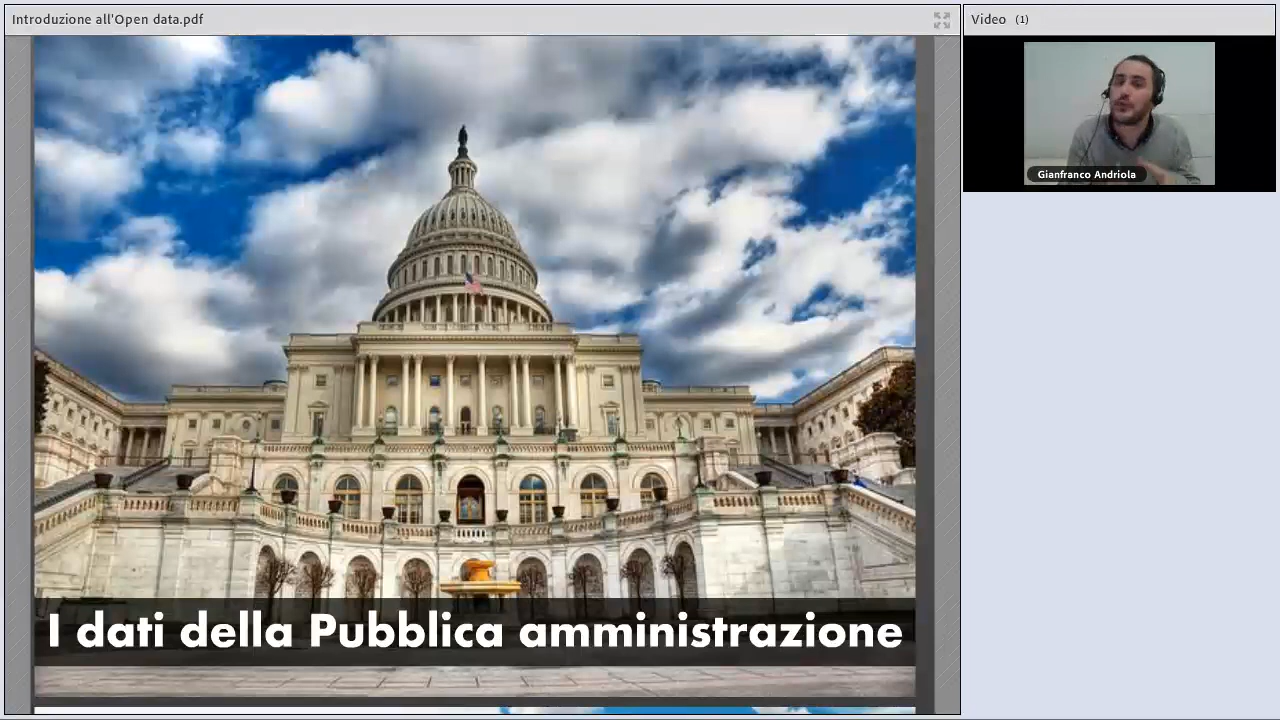 Introduzione all'Open data.pdf
Video (1)
Gianfranco Andriola
I dati della Pubblica amministrazione